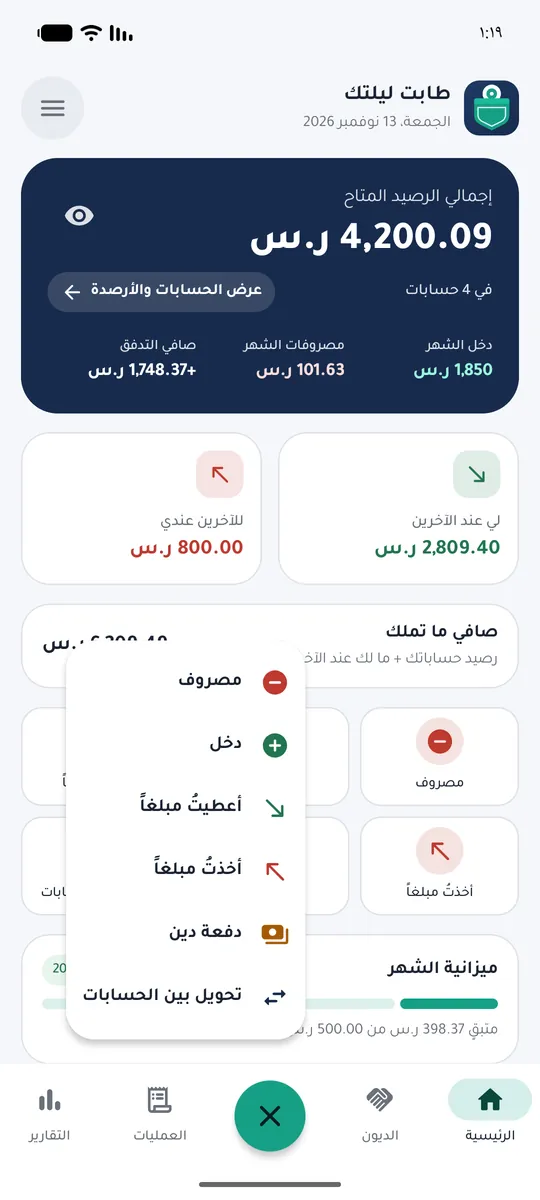 ١:١٩
طابت ليلتك
الجمعة، 13 نوفمبر 2026
إجمالي الرصيد المتاح
4,200.09 ر.س
في 4 حسابات
عرض الحسابات والأرصدة
دخل الشهر
1,850 ر.س
مصروفات الشهر
101.63 ر.س
صافي التدفق
+1,748.37 ر.س
لي عند الآخرين
2,809.40 ر.س
للآخرين عندي
800.00 ر.س
صافي ما تملك
رصيد حساباتك + ما لك عند
ر.س
مصروف
دخل
أعطيتُ مبلغاً
أخذتُ مبلغاً
دفعة دين
تحويل بين الحسابات
مصروف
أخذتُ مبلغاً
ميزانية الشهر
20
متبقٍ 398.37 ر.س من 500.00
الرئيسية
الديون
العمليات
التقارير